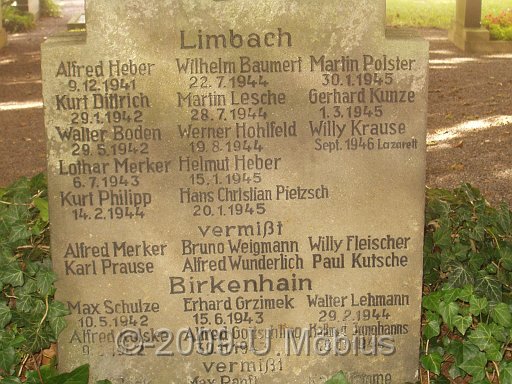 Limbach
Alfred Heber Wilhelm Baumert Martin Polster
9.12.1941 22.7.1944 30.1.1945
Kurt Dittrich Martin Lesche Gerhard Kunze
29.1.1942 28.7.1944 1.3.1945
Walter Boden Werner Hohlfeld Willy Krause
29.5.1942 19.8.1944 Sept. 1946 Lazarett
Lothar Merker Helmut Heber
6.7.1943 15.1.1945
Kurt Philipp Hans Christian Pietzsch
14.2.1944 20.1.1945
vermißt
Alfred Merker Bruno Weigmann Willy Fleischer
Karl Prause Alfred Wunderlich Paul Kutsche
Birkenhain
Max Schulze Erhard Grzimek Walter Lehmann
10.5.1942 15.6.1943 29.2.1944
Alfred Alfred
U. Möbius
vermißt
Max